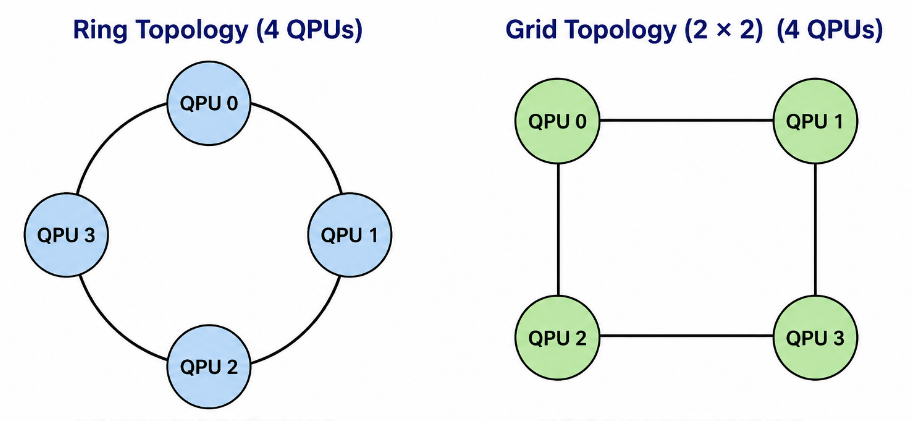 Ring Topology (4 QPUs)
QPU 0
QPU 3
QPU 1
QPU 2
Grid Topology (2 × 2) (4 QPUs)
QPU 0
QPU 1
QPU 2
QPU 3